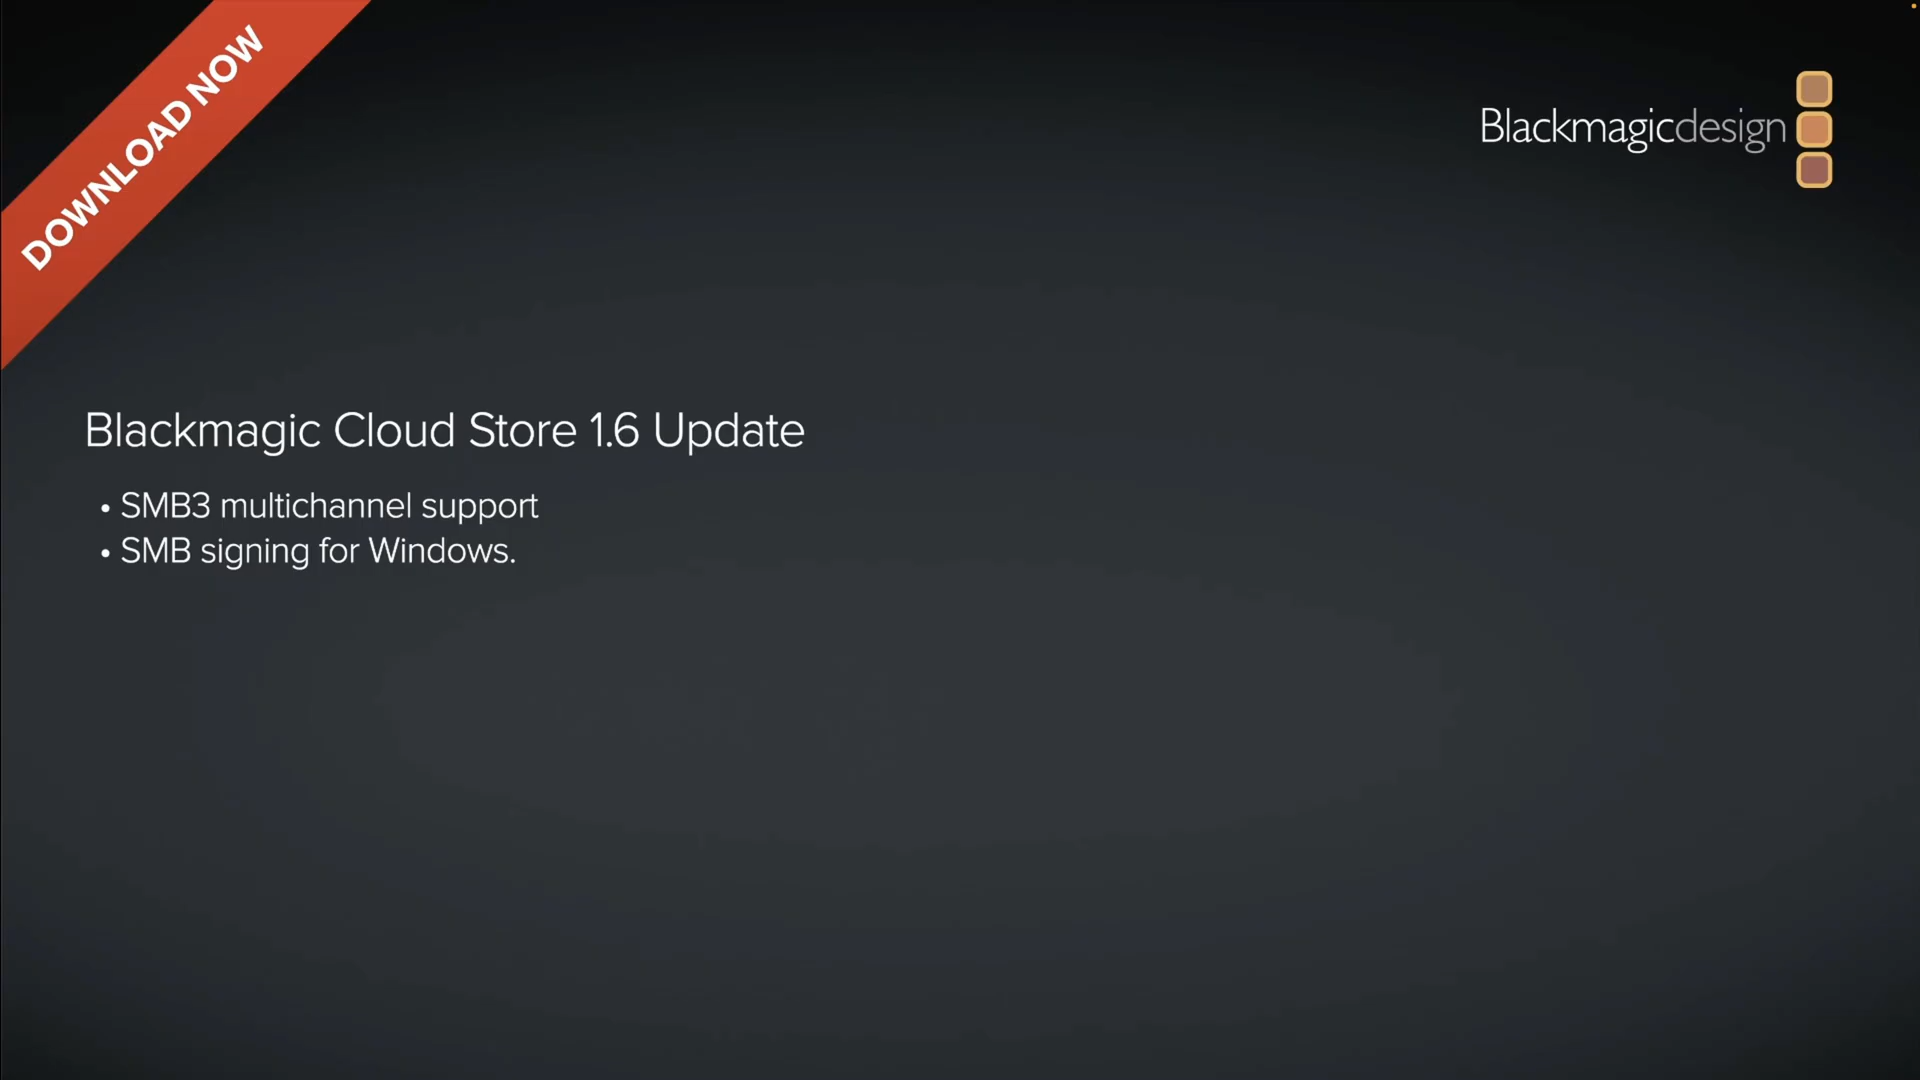 DOWNLOAD NOW
Blackmagicdesign
Blackmagic Cloud Store 1.6 Update
• SMB3 multichannel support
• SMB signing for Windows.